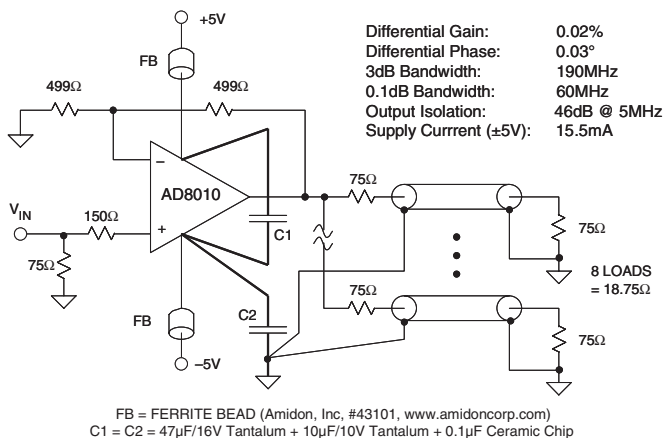 +5V
FB
499Ω
499Ω
Differential Gain: 0.02%
Differential Phase: 0.03°
3dB Bandwidth: 190MHz
0.1dB Bandwidth: 60MHz
Output Isolation: 46dB @ 5MHz
Supply Currrent (±5V): 15.5mA
−
AD8010
+
VIN
150Ω
75Ω
C1
75Ω
75Ω
8 LOADS
= 18.75Ω
75Ω
75Ω
FB
C2
–5V
FB = FERRITE BEAD (Amidon, Inc, #43101, www.amidoncorp.com)
C1 = C2 = 47µF/16V Tantalum + 10µF/10V Tantalum + 0.1µF Ceramic Chip